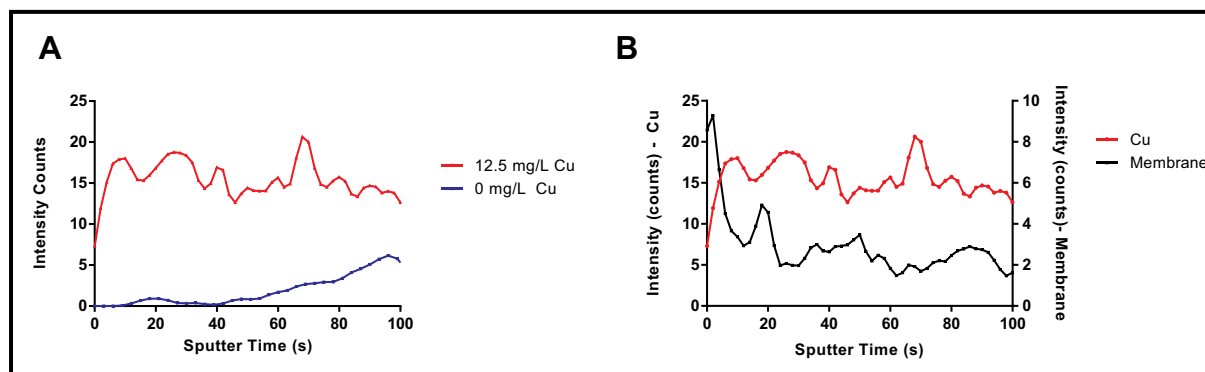 A
25
20
15
10
5
0
Intensity Counts
0 20 40 60 80 100
Sputter Time (s)
12.5 mg/L Cu
0 mg/L Cu
B
25
20
15
10
5
0
Intensity (counts) - Cu
0 20 40 60 80 100
Sputter Time (s)
10
8
6
4
2
0
Intensity (counts)- Membrane
Cu
Membrane